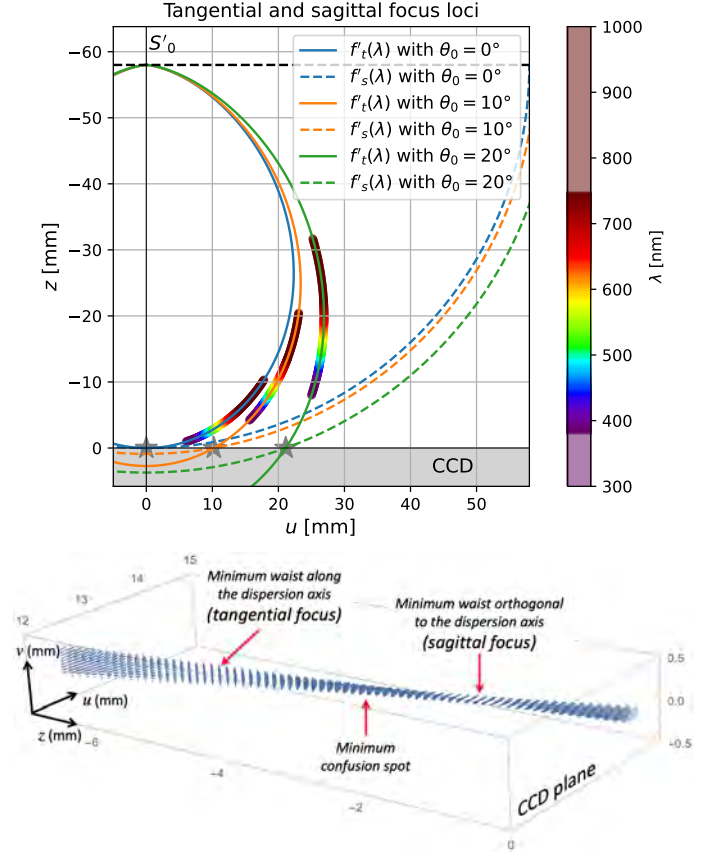 Tangential and sagittal focus loci
S'₀
f'ₜ(λ) with θ₀ = 0°
f'ₛ(λ) with θ₀ = 0°
f'ₜ(λ) with θ₀ = 10°
f'ₛ(λ) with θ₀ = 10°
f'ₜ(λ) with θ₀ = 20°
f'ₛ(λ) with θ₀ = 20°
−60
−50
−40
−30
−20
−10
0
z [mm]
CCD
0
10
20
30
40
50
u [mm]
1000
900
800
700
600
500
400
300
λ [nm]
15
14
13
12
Minimum waist along
the dispersion axis
(tangential focus)
Minimum waist orthogonal
to the dispersion axis
(sagittal focus)
v (mm)
u (mm)
z (mm)
−6
−4
−2
0
Minimum
confusion spot
0.5
0.0
−0.5
CCD plane